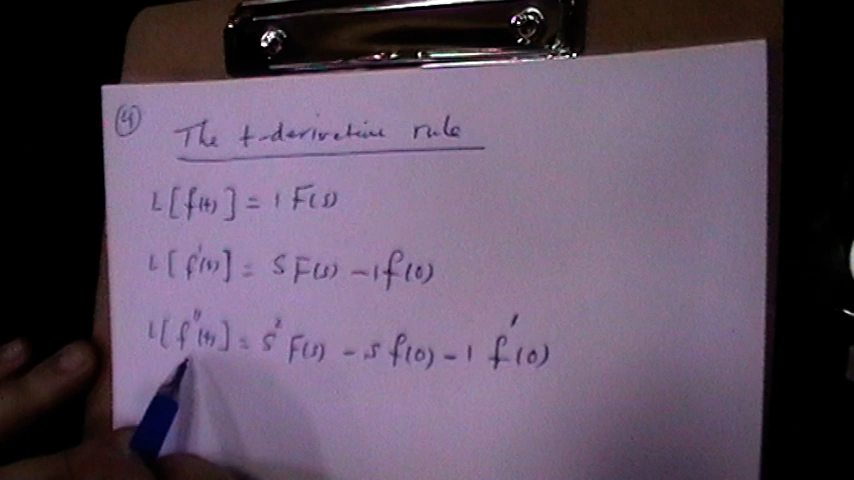 ④ The t-derivative rule
L[f(t)] = 1 F(s)
L[f'(t)] = S F(s) - 1 f(0)
L[f''(t)] = S² F(s) - s f(0) - 1 f'(0)